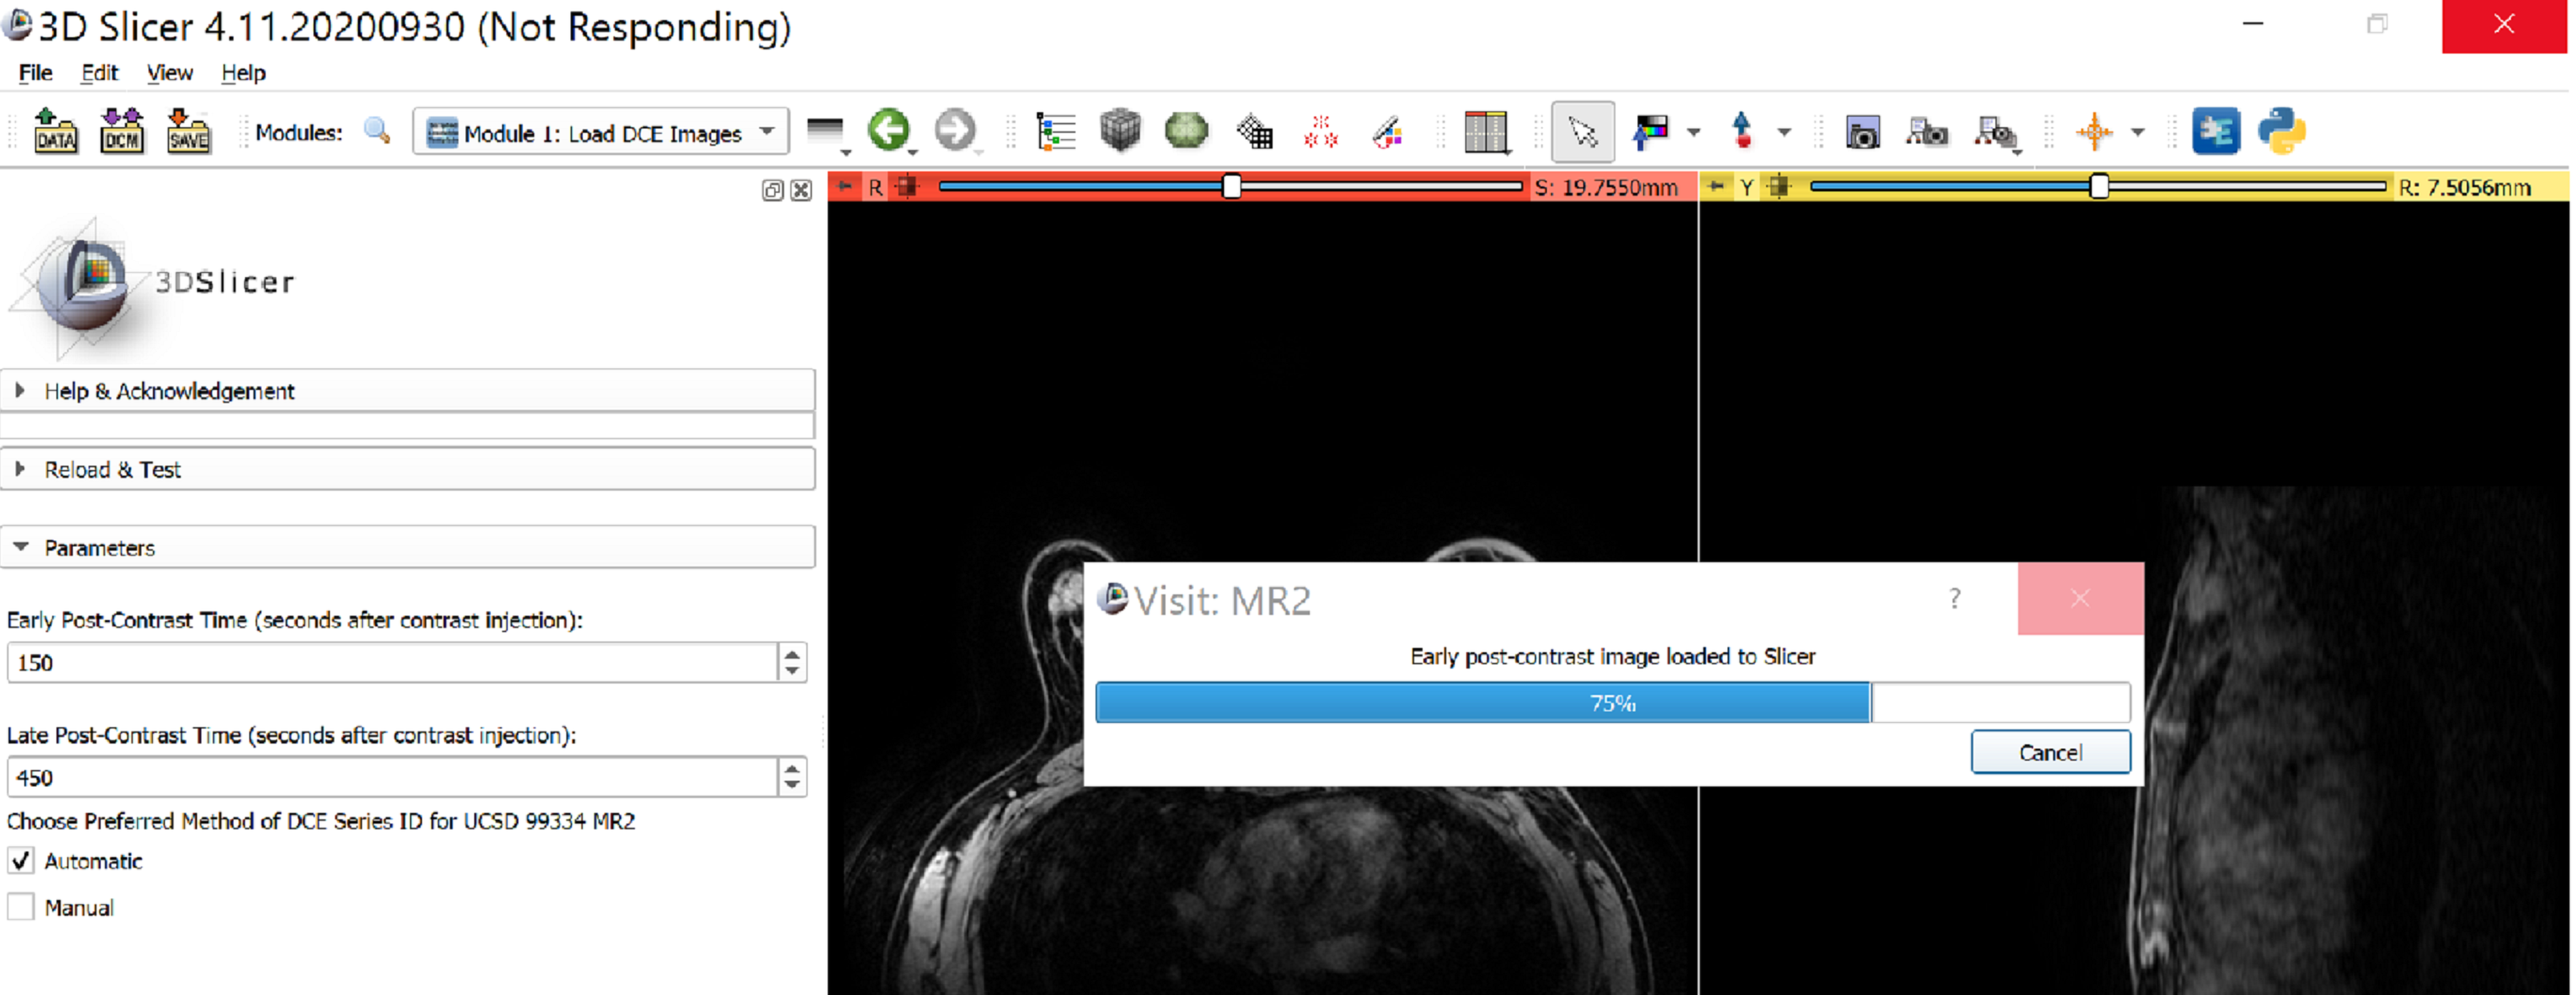 3D Slicer 4.11.20200930 (Not Responding)
File Edit View Help
DATA DCM SAVE Modules: Module 1: Load DCE Images
R S: 19.7550mm Y R: 7.5056mm
3DSlicer
Help & Acknowledgement
Reload & Test
Parameters
Early Post-Contrast Time (seconds after contrast injection):
150
Late Post-Contrast Time (seconds after contrast injection):
450
Choose Preferred Method of DCE Series ID for UCSD 99334 MR2
Automatic
Manual
Visit: MR2 ?
Early post-contrast image loaded to Slicer
75%
Cancel